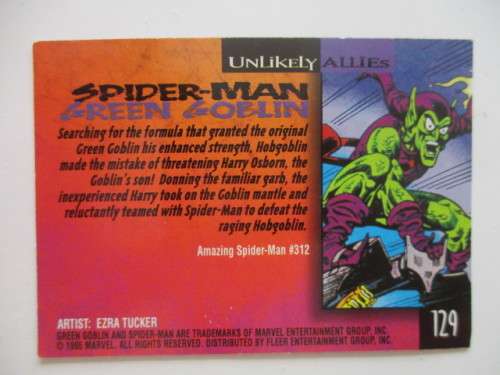 UNLIKELY ALLIES
SPIDER-MAN
GREEN GOBLIN
Searching for the formula that granted the original
Green Goblin his enhanced strength, Hobgoblin
made the mistake of threatening Harry Osborn, the
Goblin's son! Donning the familiar garb, the
inexperienced Harry took on the Goblin mantle and
reluctantly teamed with Spider-Man to defeat the
raging Hobgoblin.
Amazing Spider-Man #312
ARTIST: EZRA TUCKER
GREEN GOBLIN AND SPIDER-MAN ARE TRADEMARKS OF MARVEL ENTERTAINMENT GROUP, INC.
© 1995 MARVEL. ALL RIGHTS RESERVED. DISTRIBUTED BY FLEER ENTERTAINMENT GROUP, INC.
129